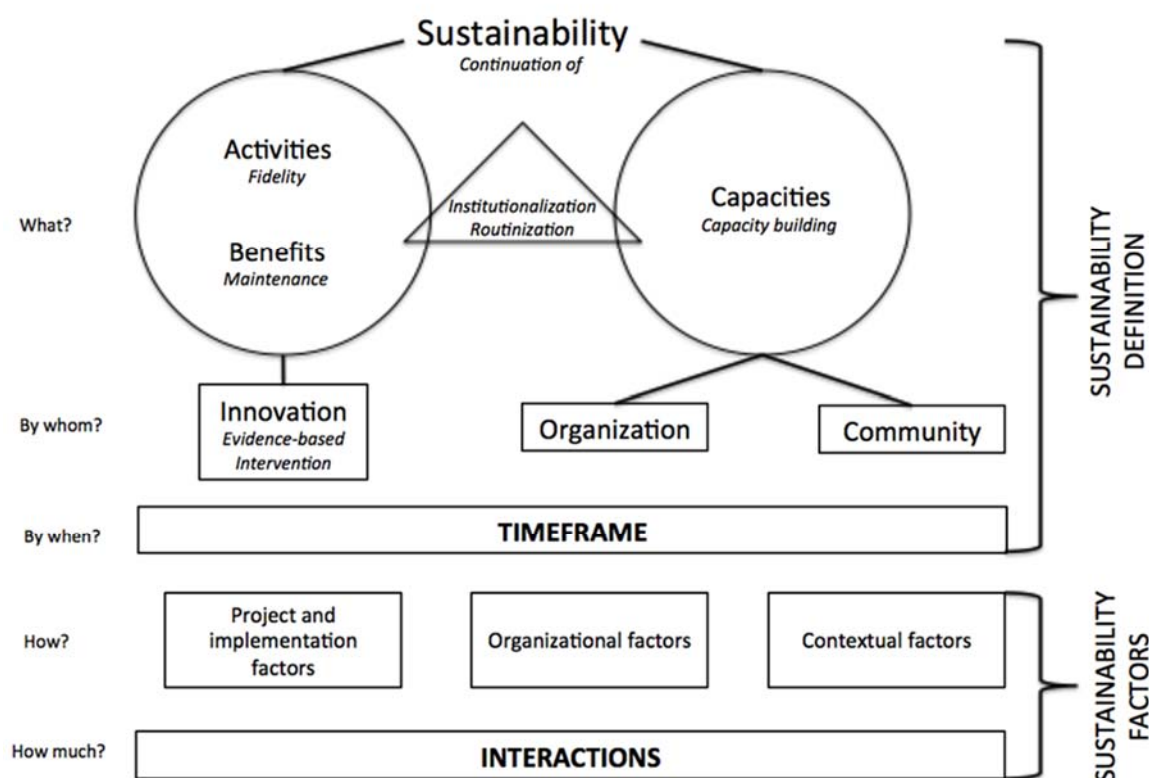 Sustainability
Continuation of
What?
Activities
Fidelity
Benefits
Maintenance
Institutionalization
Routinization
Capacities
Capacity building
By whom?
Innovation
Evidence-based
Intervention
Organization
Community
By when?
TIMEFRAME
SUSTAINABILITY
DEFINITION
How?
Project and
implementation
factors
Organizational factors
Contextual factors
How much?
INTERACTIONS
SUSTAINABILITY
FACTORS